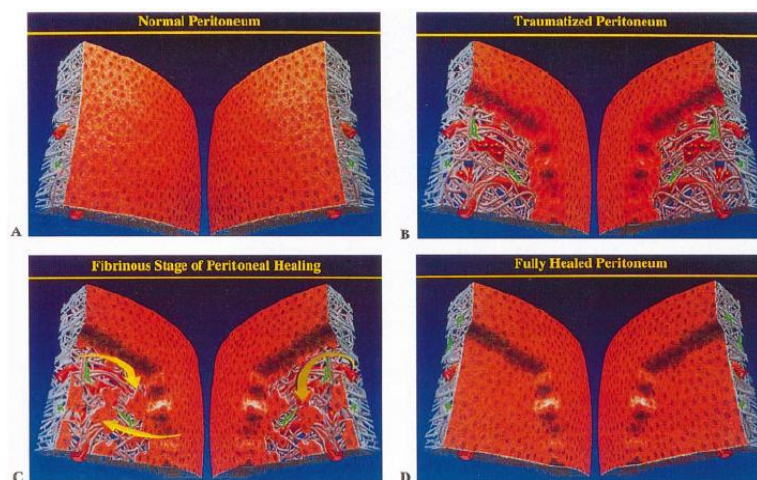 Normal Peritoneum
Traumatized Peritoneum
A
B
Fibrinous Stage of Peritoneal Healing
Fully Healed Peritoneum
C
D